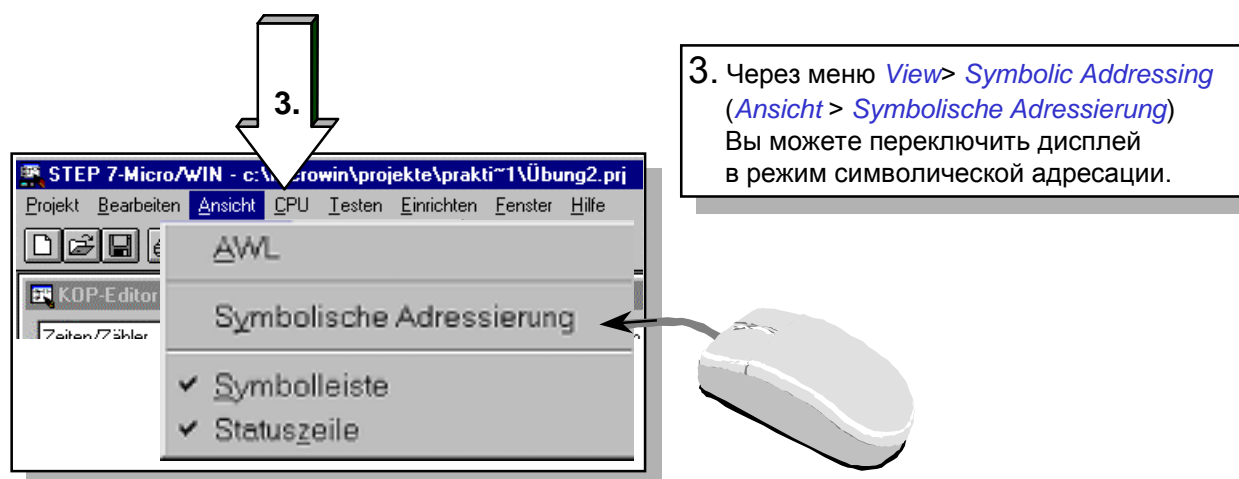 3.
3. Через меню View> Symbolic Addressing
(Ansicht > Symbolische Adressierung)
Вы можете переключить дисплей
в режим символической адресации.
STEP 7-Micro/WIN - c:\ microwin\projekte\prakti~1\Übung2.prj
Projekt Bearbeiten Ansicht CPU Testen Einrichten Fenster Hilfe
AWL
KOP-Editor
Symbolische Adressierung
Zeiten/Zähler
Symbolleiste
Statuszeile